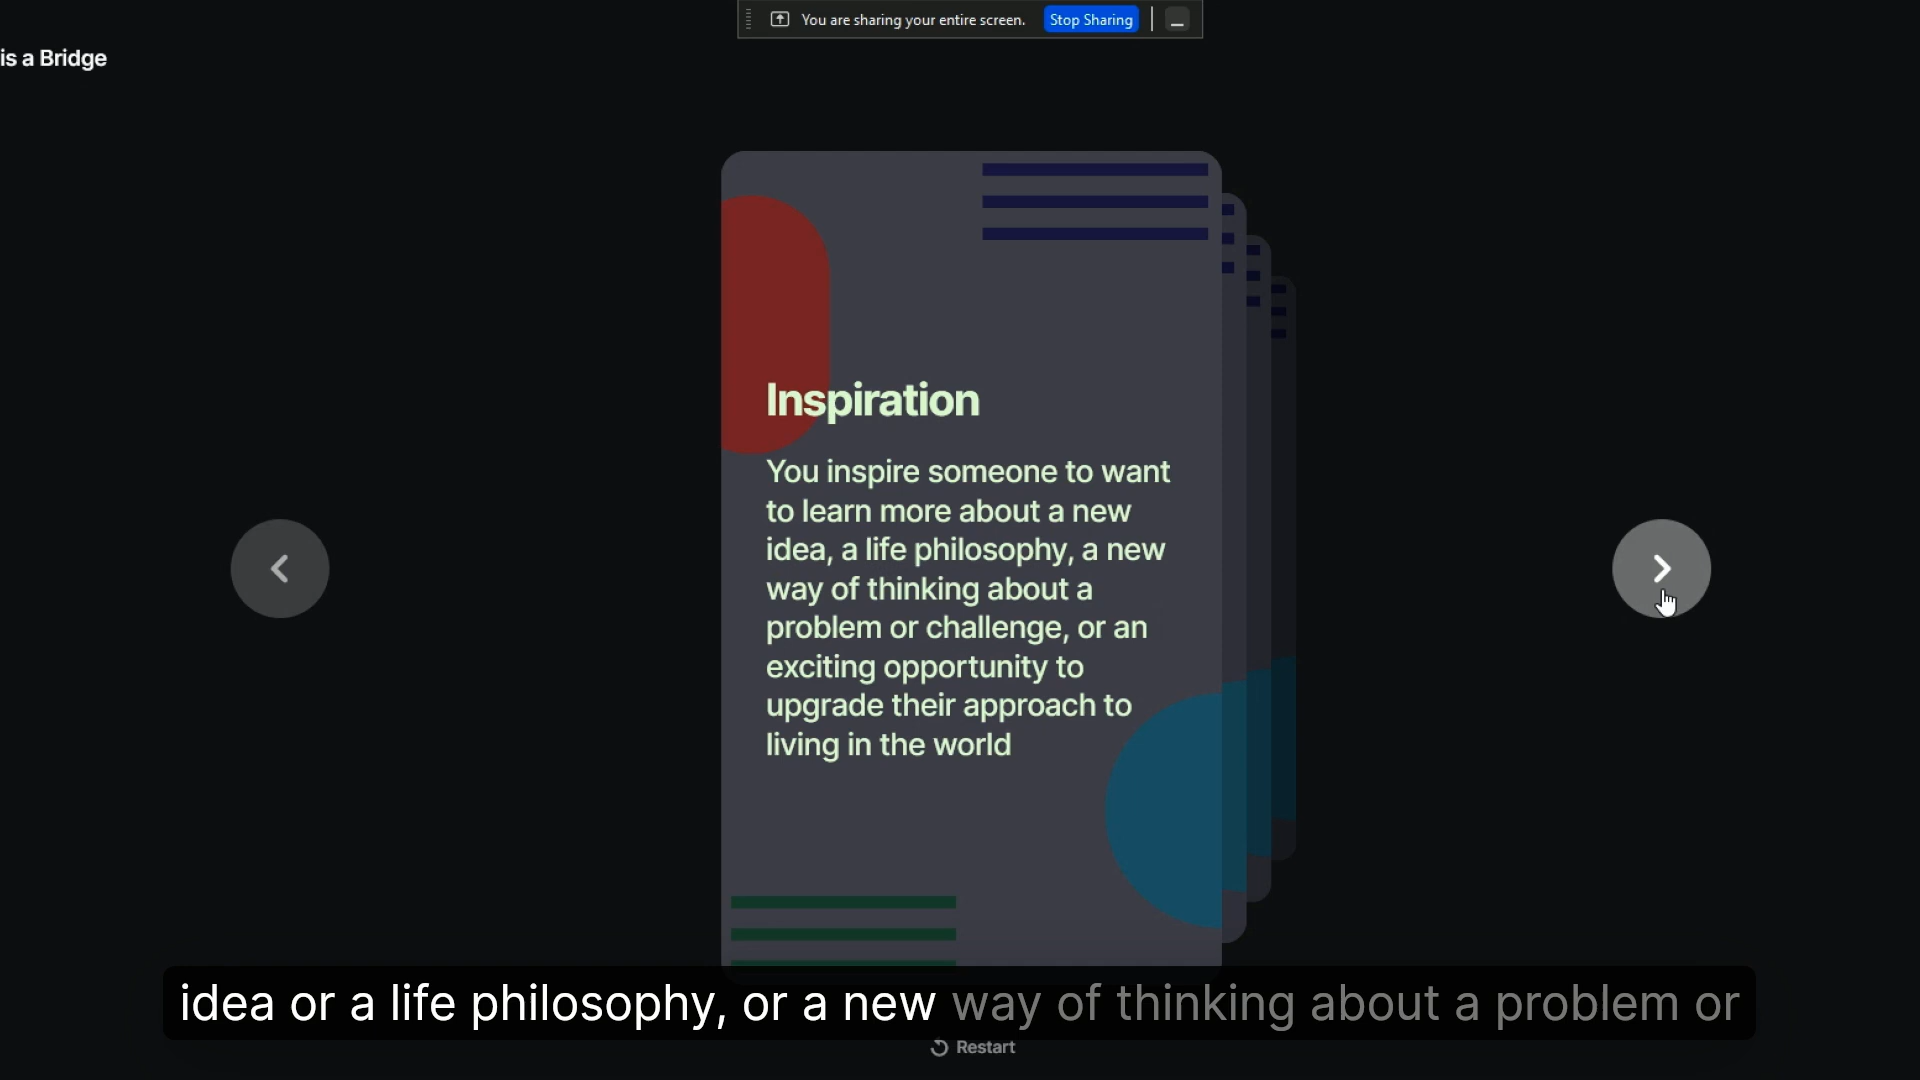 You are sharing your entire screen. Stop Sharing
is a Bridge
Inspiration
You inspire someone to want
to learn more about a new
idea, a life philosophy, a new
way of thinking about a
problem or challenge, or an
exciting opportunity to
upgrade their approach to
living in the world
idea or a life philosophy, or a new way of thinking about a problem or
Restart